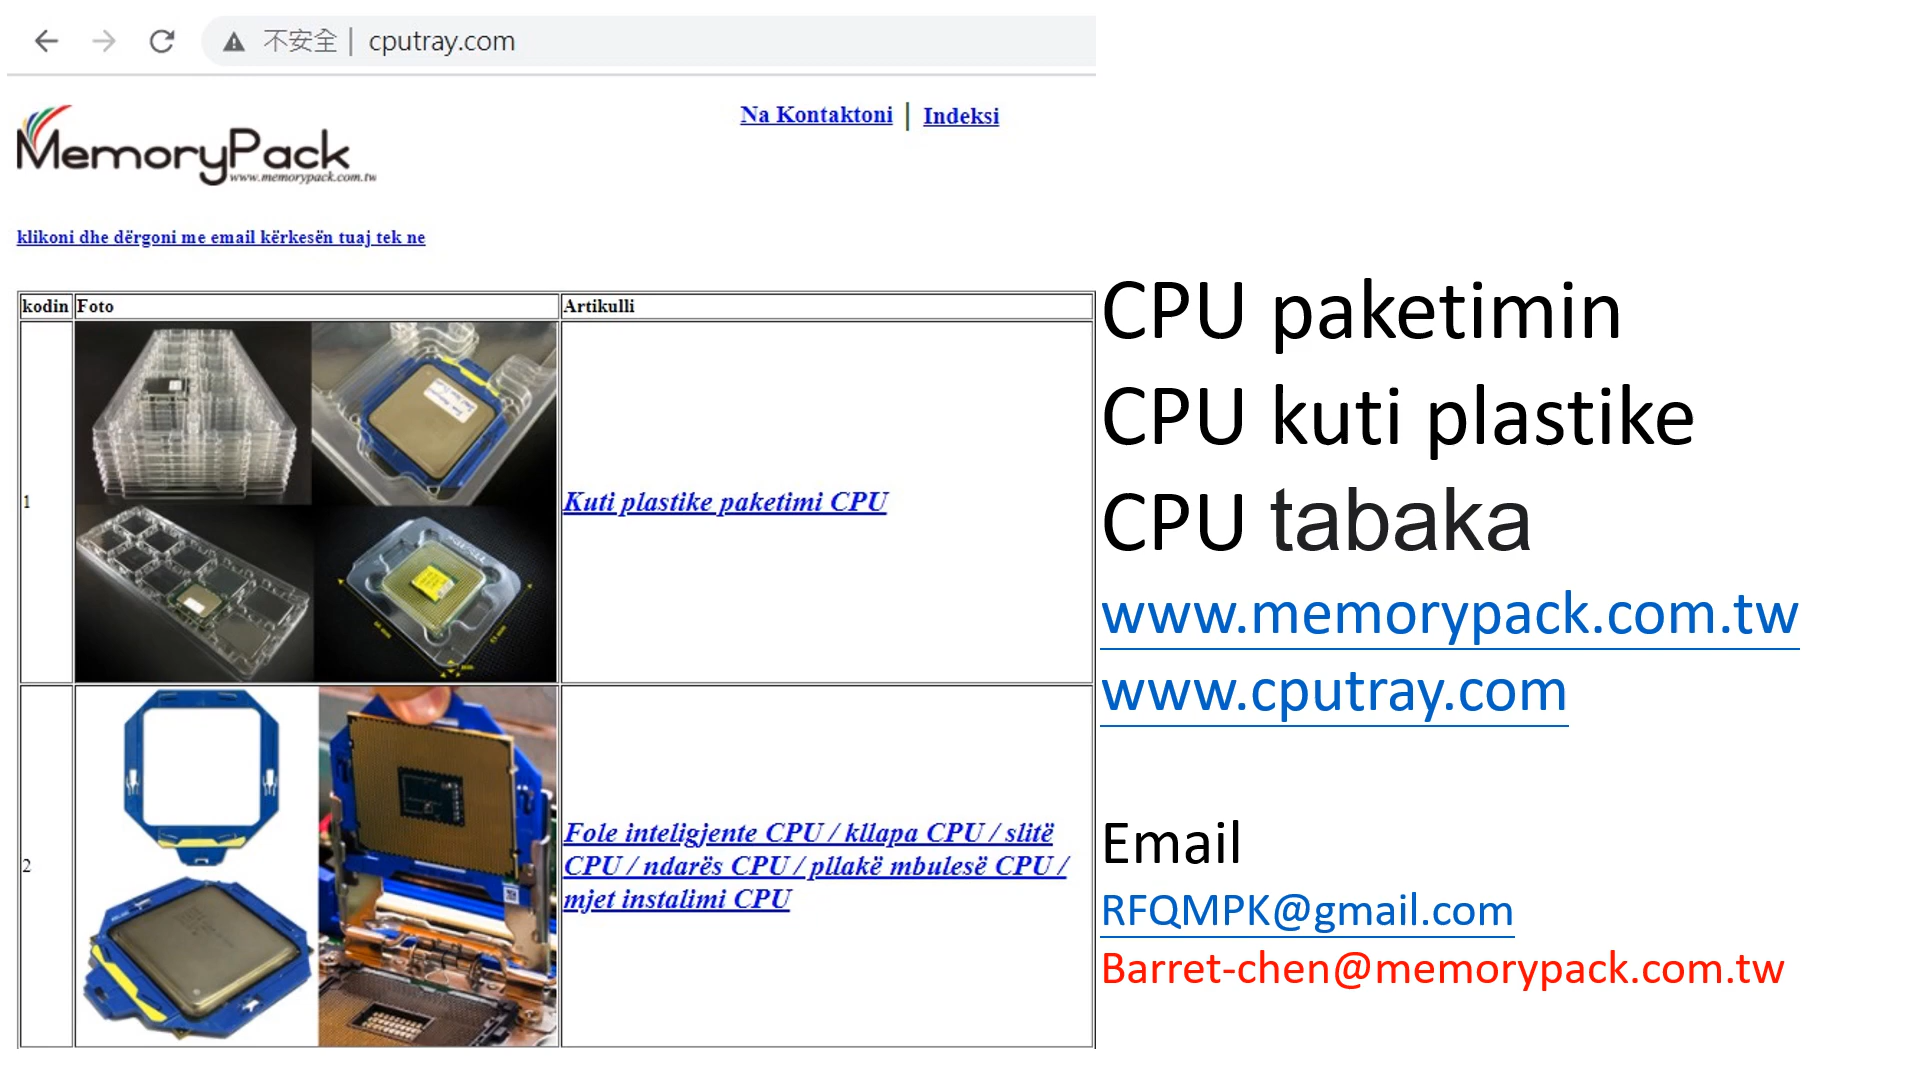 不安全 | cputray.com
Na Kontaktoni | Indeksi
MemoryPack
www.memorypack.com.tw
klikoni dhe dërgoni me email kërkesën tuaj tek ne
kodin Foto Artikulli
1 Kuti plastike paketimi CPU
2 Fole inteligjente CPU / kllapa CPU / slitë
CPU / ndarës CPU / pllakë mbulesë CPU /
mjet instalimi CPU
CPU paketimin
CPU kuti plastike
CPU tabaka
www.memorypack.com.tw
www.cputray.com
Email
RFQMPK@gmail.com
Barret-chen@memorypack.com.tw